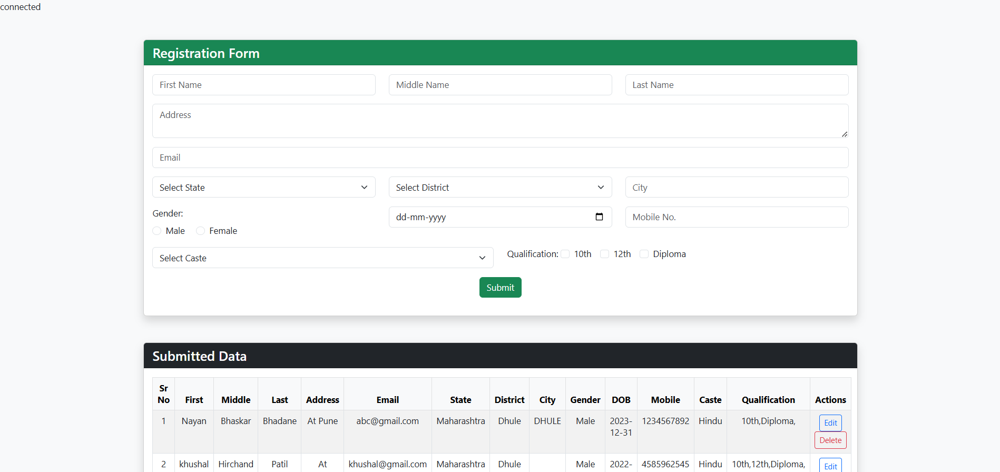 connected
Registration Form
First Name Middle Name Last Name
Address
Email
Select State Select District City
Gender: dd-mm-yyyy Mobile No.
Male Female
Select Caste Qualification: 10th 12th Diploma
Submit
Submitted Data
Sr No First Middle Last Address Email State District City Gender DOB Mobile Caste Qualification Actions
1 Nayan Bhaskar Bhadane At Pune abc@gmail.com Maharashtra Dhule DHULE Male 2023-12-31 1234567892 Hindu 10th,Diploma, Edit
Delete
2 khushal Hirchand Patil At khushal@gmail.com Maharashtra Dhule Male 2022- 4585962545 Hindu 10th,12th,Diploma, Edit